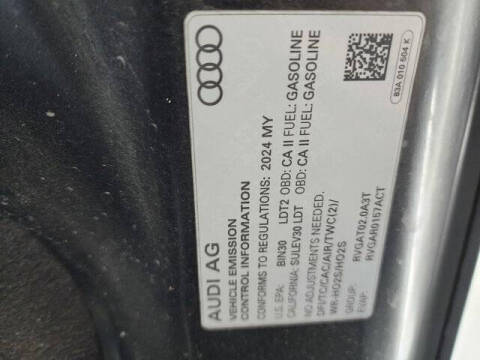 AUDI AG
VEHICLE EMISSION
CONTROL INFORMATION
CONFORMS TO REGULATIONS: 2024 MY
U.S. EPA: BIN30 LDT2 OBD: CA II FUEL: GASOLINE
CALIFORNIA: SULEV30 LDT OBD: CA II FUEL: GASOLINE
NO ADJUSTMENTS NEEDED.
DFI/TC/CAC/AIR/TWC(2)/
WR-HO2S/HO2S
GROUP: RVGAT02.0A3T
EVAP: RVGAR0157ACT
83A 010 504 K